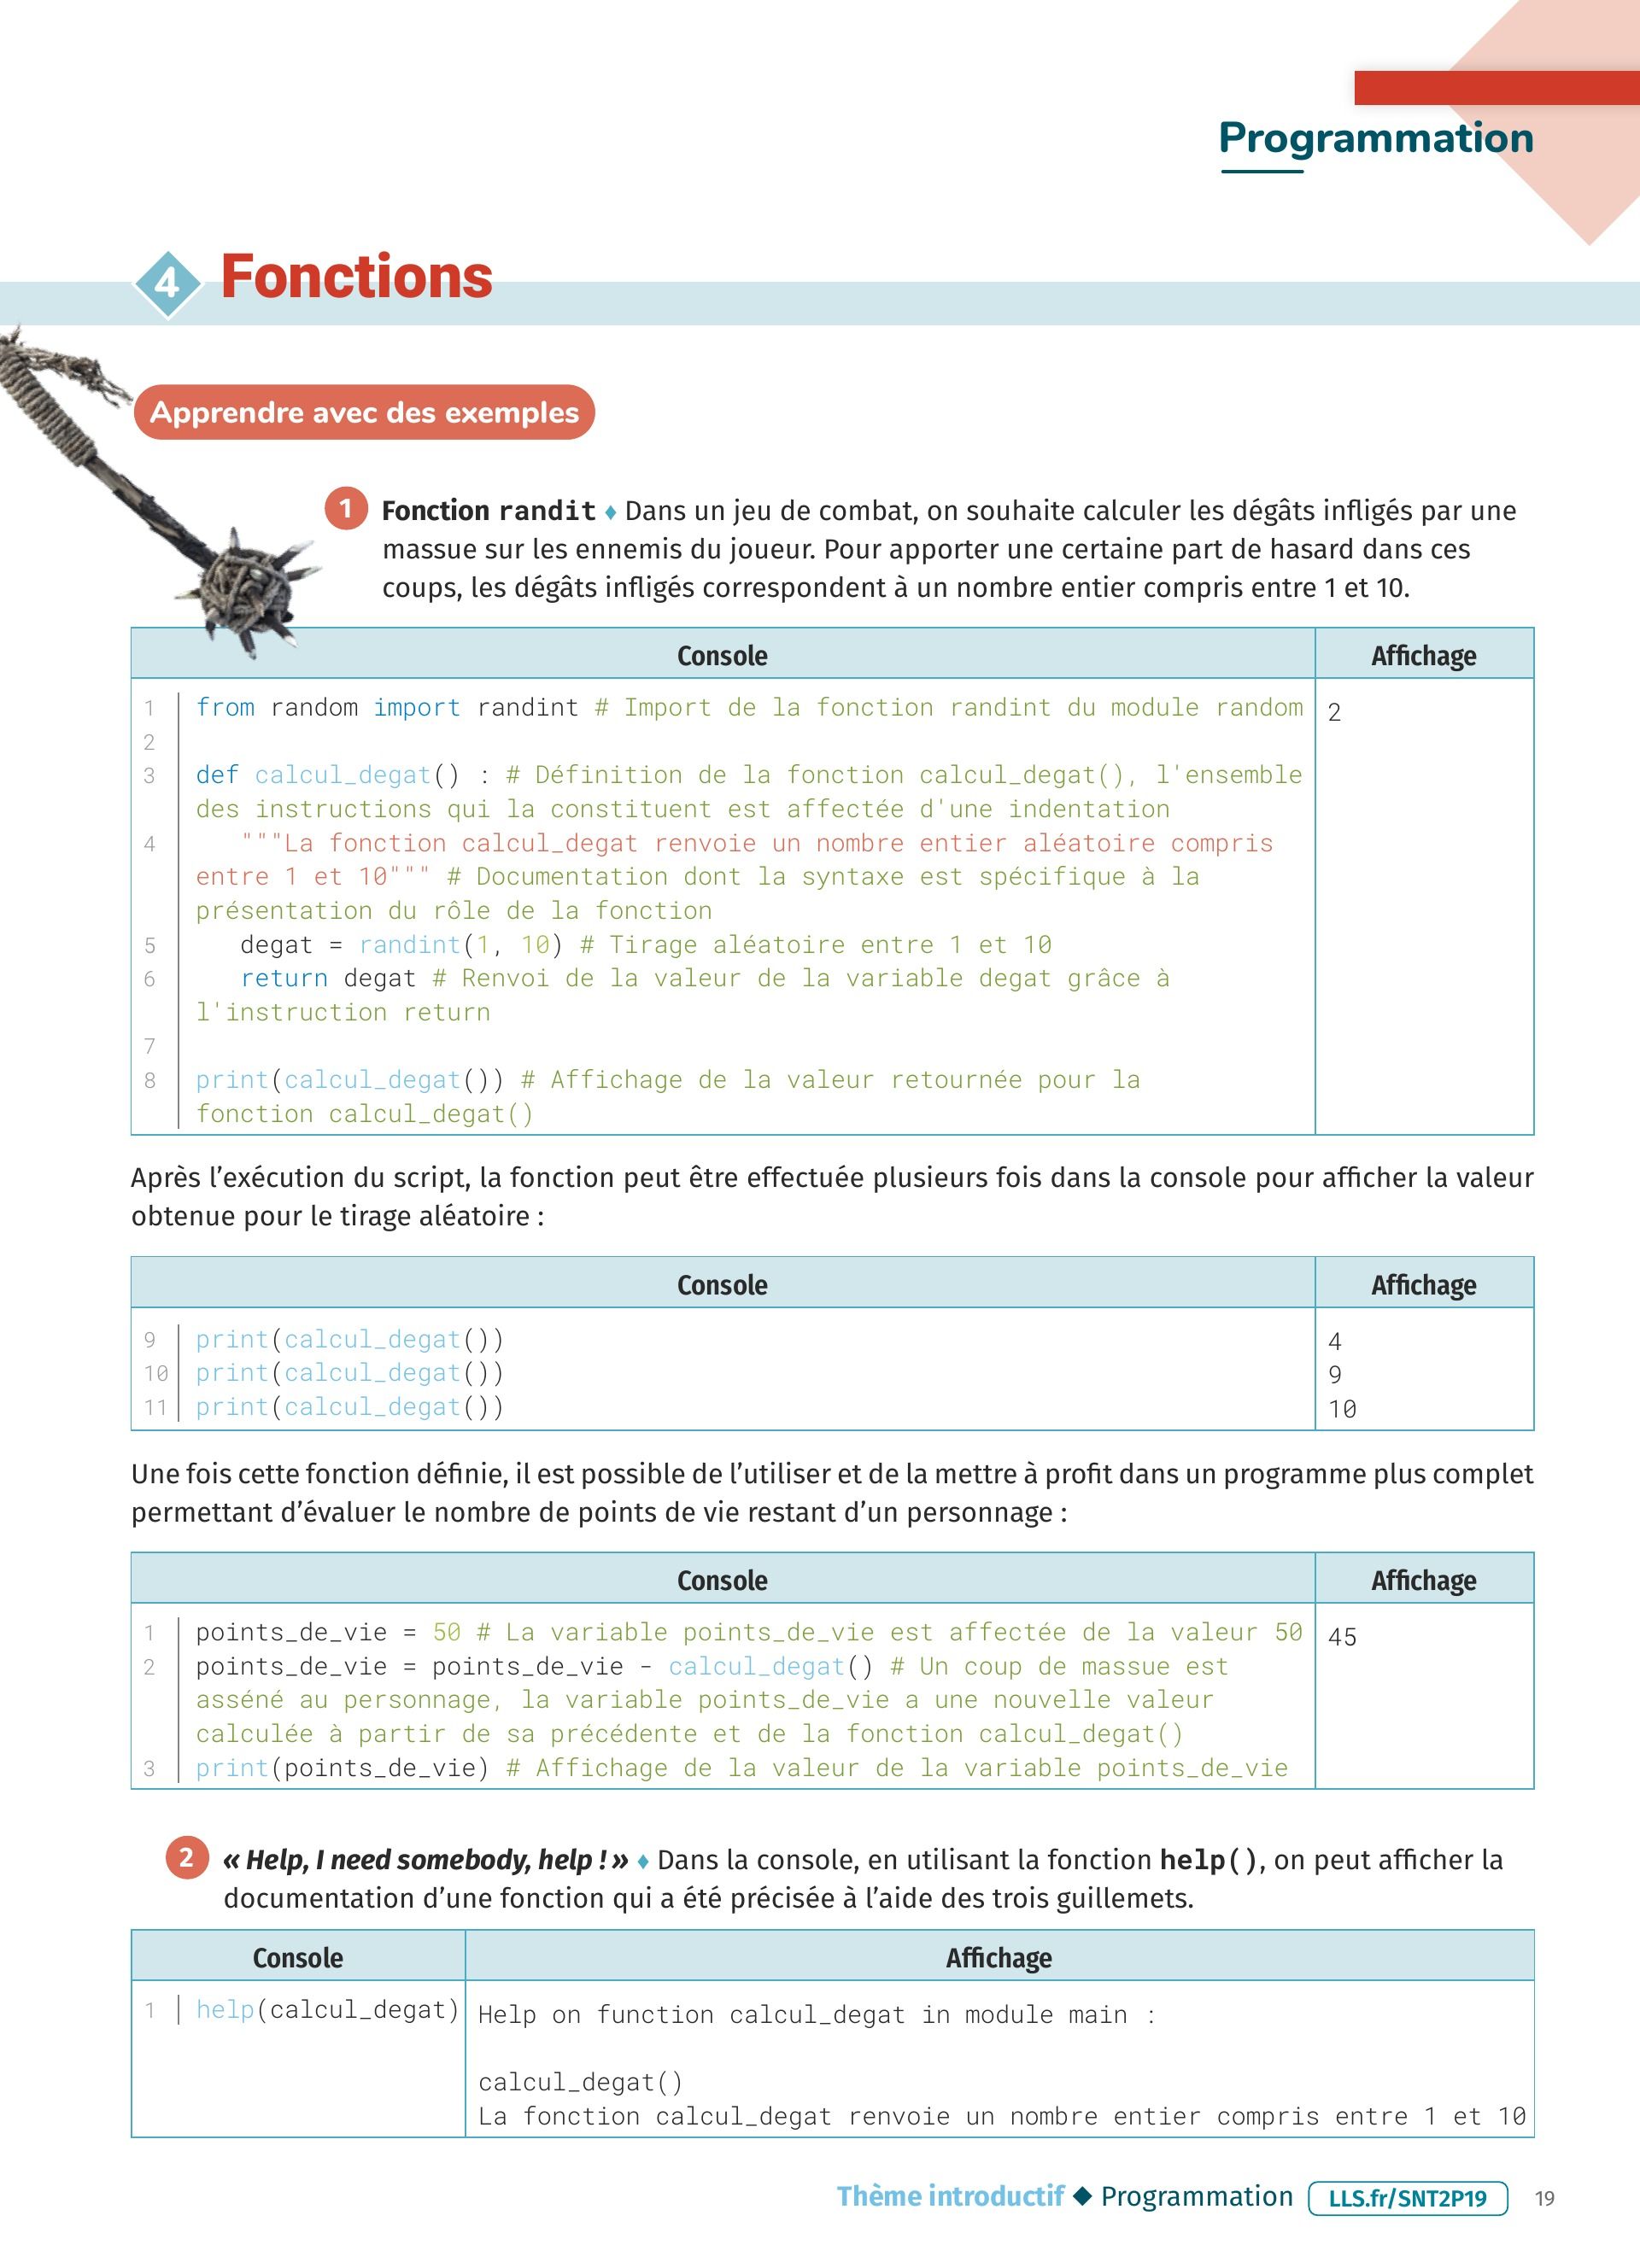 Programmation
4 Fonctions
Apprendre avec des exemples
1 Fonction randit ♦ Dans un jeu de combat, on souhaite calculer les dégâts infligés par une
massue sur les ennemis du joueur. Pour apporter une certaine part de hasard dans ces
coups, les dégâts infligés correspondent à un nombre entier compris entre 1 et 10.
Console Affichage
1 from random import randint # Import de la fonction randint du module random 2
2
3 def calcul_degat() : # Définition de la fonction calcul_degat(), l'ensemble
des instructions qui la constituent est affectée d'une indentation
4 """La fonction calcul_degat renvoie un nombre entier aléatoire compris
entre 1 et 10""" # Documentation dont la syntaxe est spécifique à la
présentation du rôle de la fonction
5 degat = randint(1, 10) # Tirage aléatoire entre 1 et 10
6 return degat # Renvoi de la valeur de la variable degat grâce à
l'instruction return
7
8 print(calcul_degat()) # Affichage de la valeur retournée pour la
fonction calcul_degat()
Après l'exécution du script, la fonction peut être effectuée plusieurs fois dans la console pour afficher la valeur
obtenue pour le tirage aléatoire :
Console Affichage
9 print(calcul_degat()) 4
10 print(calcul_degat()) 9
11 print(calcul_degat()) 10
Une fois cette fonction définie, il est possible de l'utiliser et de la mettre à profit dans un programme plus complet
permettant d'évaluer le nombre de points de vie restant d'un personnage :
Console Affichage
1 points_de_vie = 50 # La variable points_de_vie est affectée de la valeur 50 45
2 points_de_vie = points_de_vie - calcul_degat() # Un coup de massue est
asséné au personnage, la variable points_de_vie a une nouvelle valeur
calculée à partir de sa précédente et de la fonction calcul_degat()
3 print(points_de_vie) # Affichage de la valeur de la variable points_de_vie
2 « Help, I need somebody, help ! » ♦ Dans la console, en utilisant la fonction help(), on peut afficher la
documentation d'une fonction qui a été précisée à l'aide des trois guillemets.
Console Affichage
1 help(calcul_degat) Help on function calcul_degat in module main :
calcul_degat()
La fonction calcul_degat renvoie un nombre entier compris entre 1 et 10
Thème introductif ◆ Programmation LLS.fr/SNT2P19 19